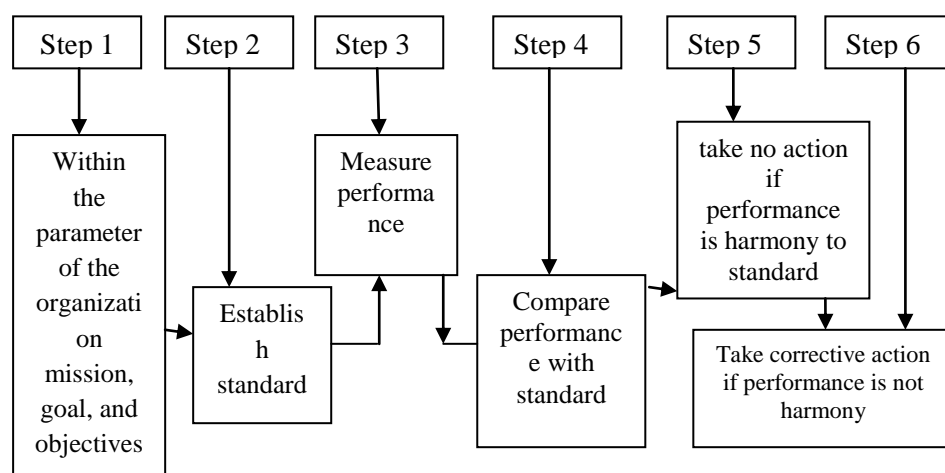 Step 1
Step 2
Step 3
Step 4
Step 5
Step 6
Within
the
parameter
of the
organizati
on
mission,
goal, and
objectives
Establis
h
standard
Measure
performa
nce
Compare
performanc
e with
standard
take no action
if
performance
is harmony to
standard
Take corrective action
if performance is not
harmony